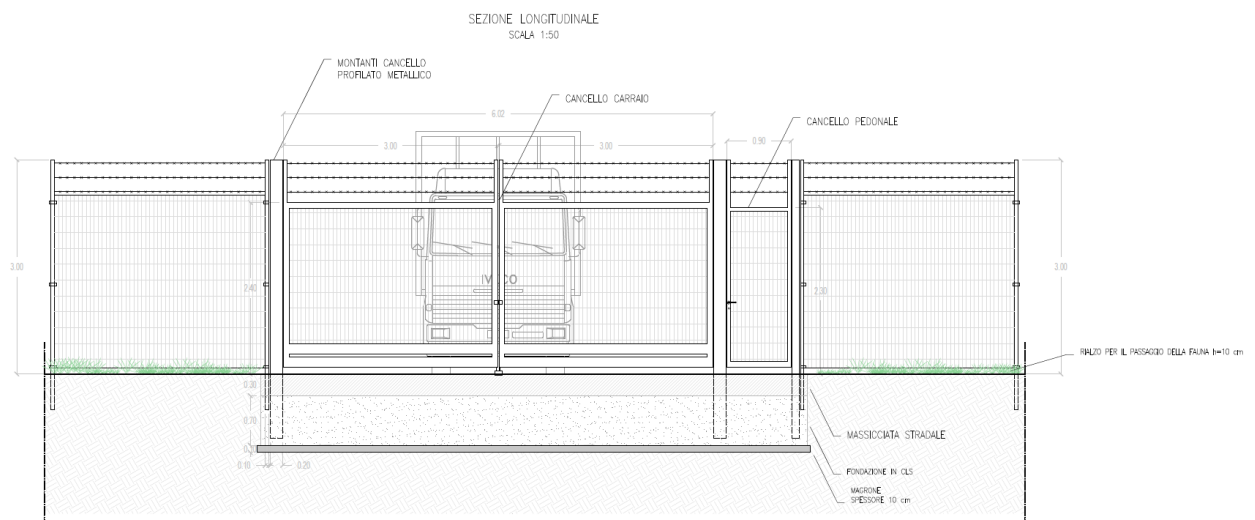 SEZIONE LONGITUDINALE
SCALA 1:50
MONTANTI CANCELLO
PROFILATO METALLICO
CANCELLO CARRAIO
6.02
CANCELLO PEDONALE
3.00
3.00
0.90
3.00
2.40
IVECO
2.30
3.00
RIALZO PER IL PASSAGGIO DELLA FAUNA h=10 cm
0.30
0.70
MASSICCIATA STRADALE
0.10
0.20
FONDAZIONE IN CLS
MAGRONE
SPESSORE 10 cm